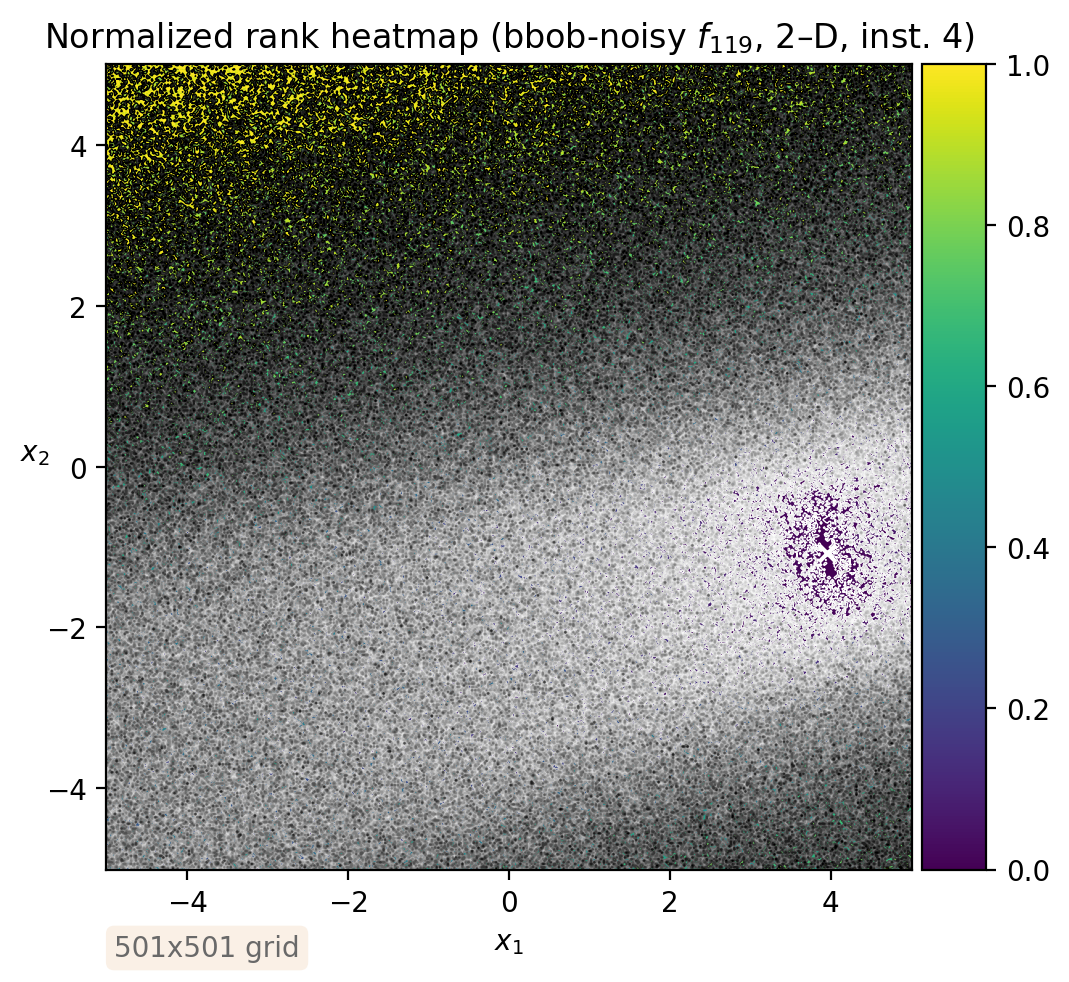 Normalized rank heatmap (bbob-noisy f₁₁₉, 2–D, inst. 4)
1.0
0.8
0.6
0.4
0.2
0.0
4
2
0
−2
−4
x₂
−4 −2 0 2 4
x₁
501x501 grid